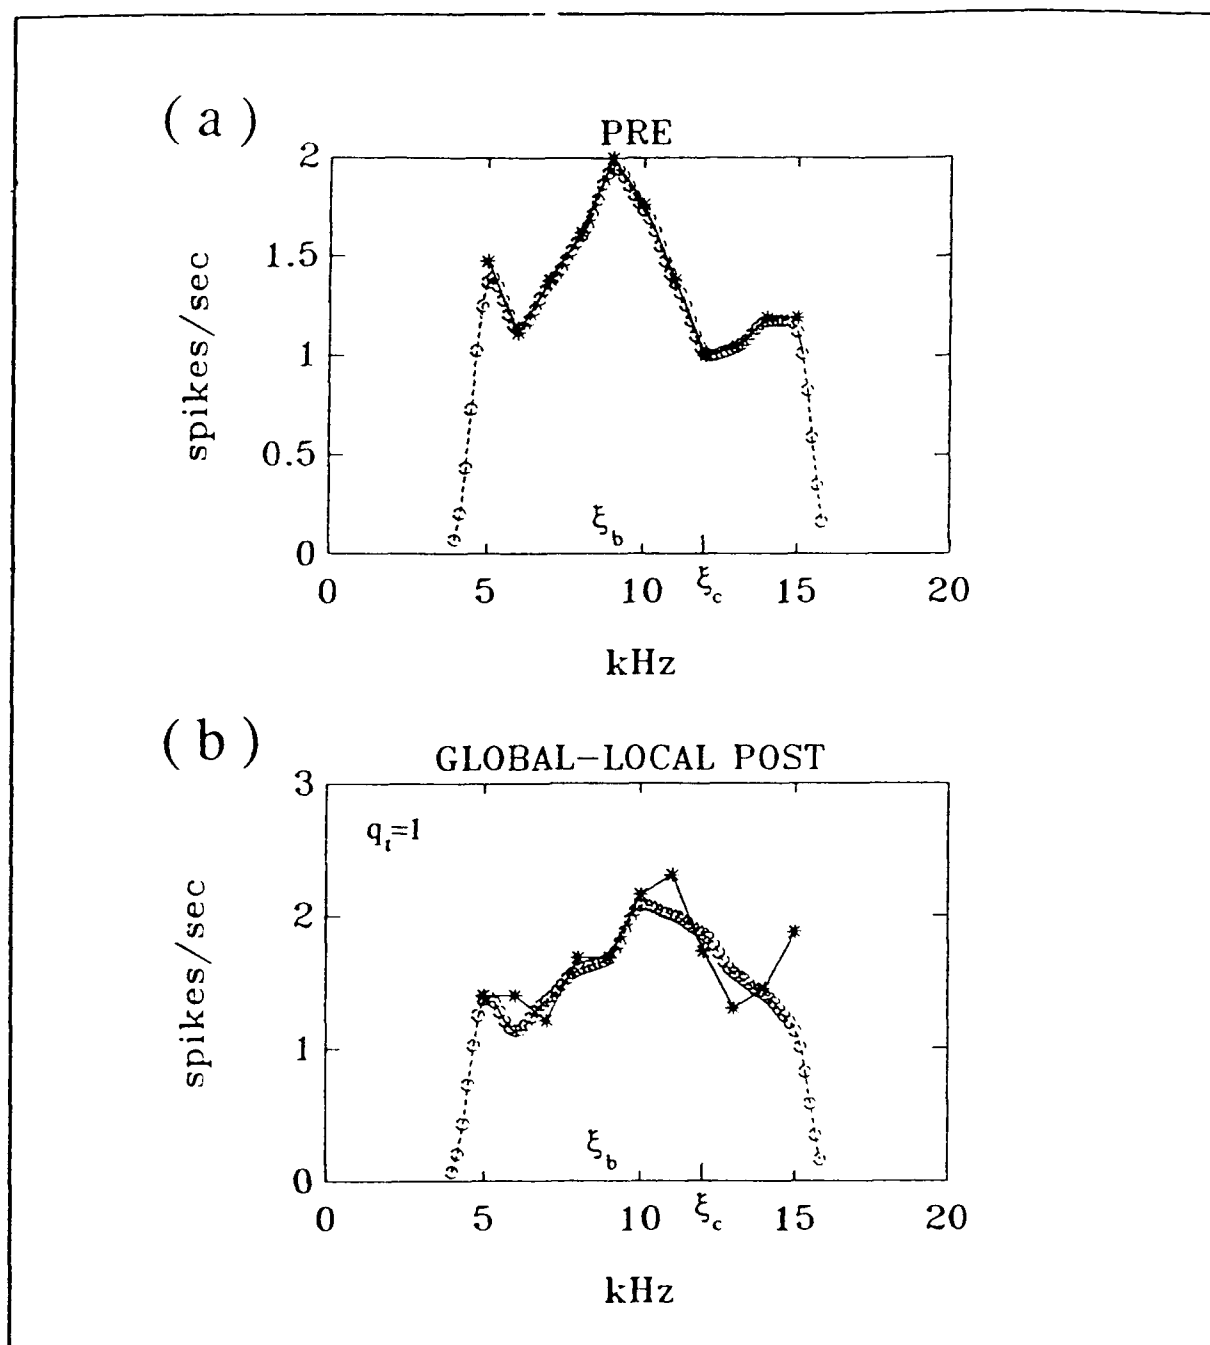 (a)
PRE
2
1.5
1
0.5
0
spikes/sec
ξ_b
0 5 10 ξ_c 15 20
kHz
(b)
GLOBAL-LOCAL POST
3
2
1
0
q_t=1
spikes/sec
ξ_b
0 5 10 ξ_c 15 20
kHz